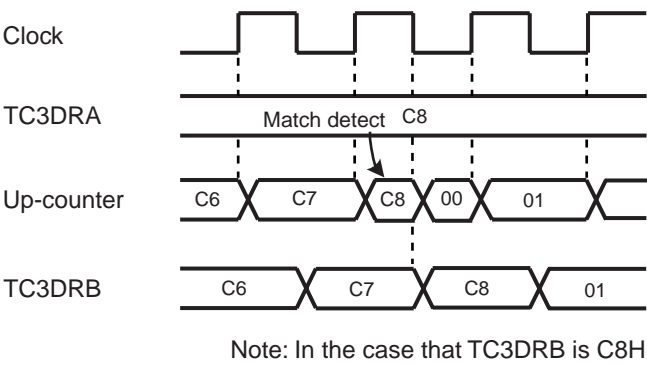 Clock
TC3DRA
Match detect C8
Up-counter C6 C7 C8 00 01
TC3DRB C6 C7 C8 01
Note: In the case that TC3DRB is C8H